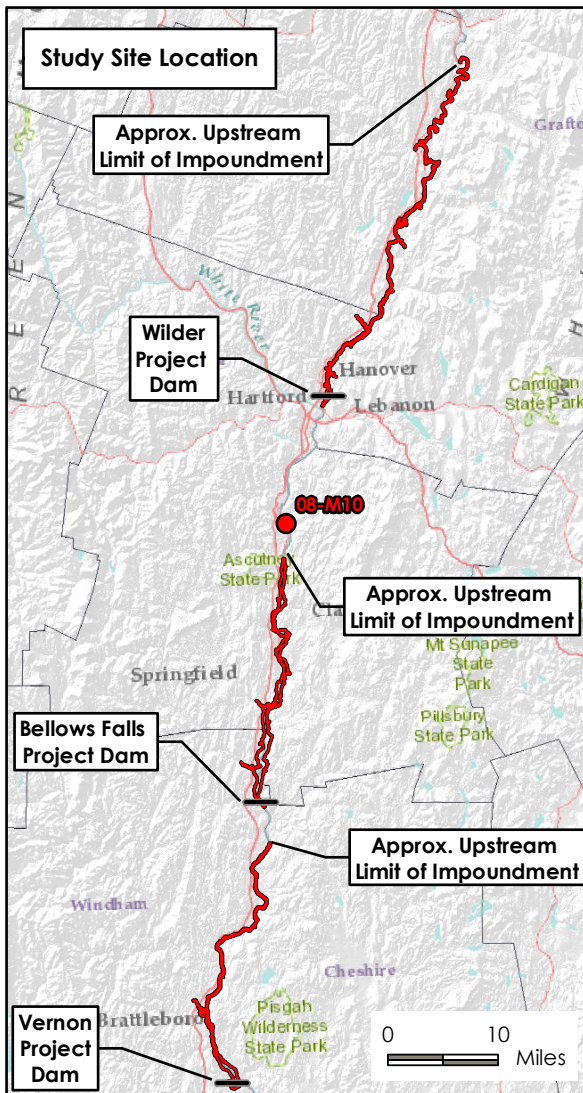 Study Site Location
Approx. Upstream
Limit of Impoundment
Grafto
White River
Wilder
Project
Dam
Hanover
Hartford
Lebanon
Cardigan
State Park
08-M10
Ascutney
State Park
Approx. Upstream
Limit of Impoundment
Cla
Mt Sunapee
State
Park
Springfield
Pillsbury
State Park
Bellows Falls
Project Dam
Approx. Upstream
Limit of Impoundment
Windham
Cheshire
Brattleboro
Pisgah
Wilderness
State Park
Vernon
Project
Dam
0 10
Miles